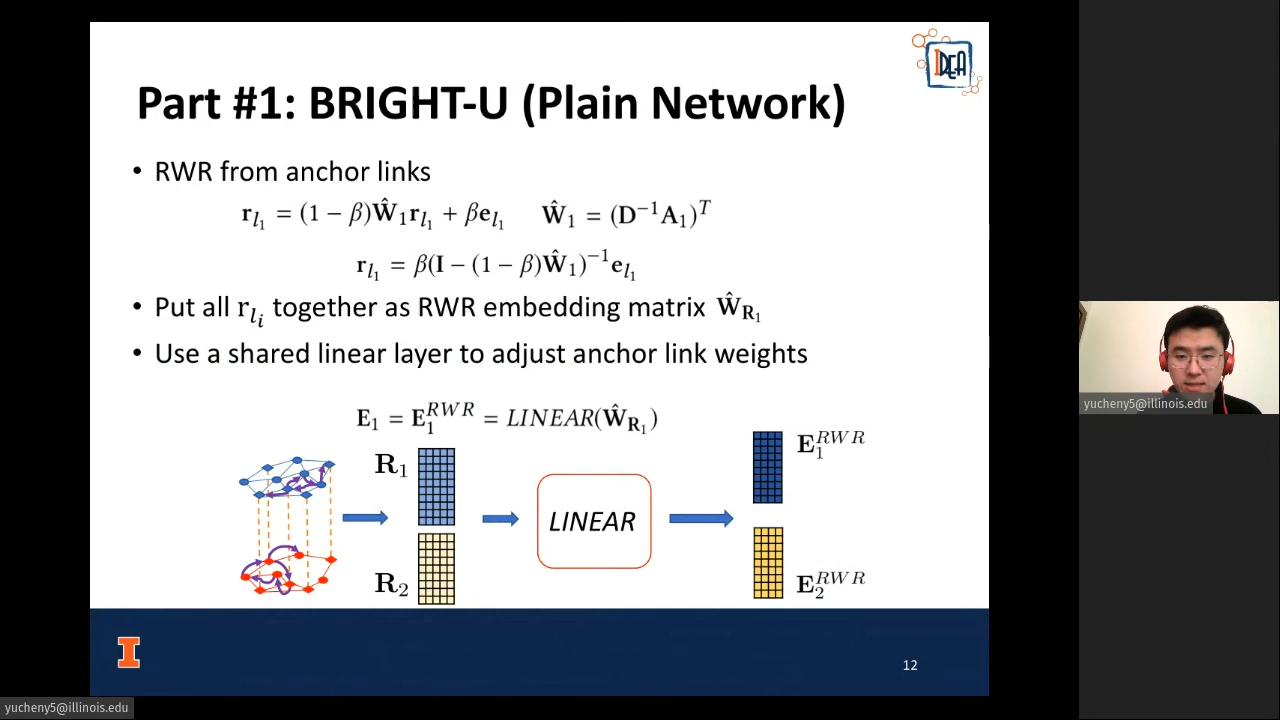 IDEA
Part #1: BRIGHT-U (Plain Network)
• RWR from anchor links
r_{l_1} = (1 − β)Ŵ_1 r_{l_1} + βe_{l_1}    Ŵ_1 = (D^{−1}A_1)^T
r_{l_1} = β(I − (1 − β)Ŵ_1)^{−1}e_{l_1}
• Put all r_{l_i} together as RWR embedding matrix Ŵ_{R_1}
• Use a shared linear layer to adjust anchor link weights
E_1 = E_1^{RWR} = LINEAR(Ŵ_{R_1})
R_1
E_1^{RWR}
LINEAR
R_2
E_2^{RWR}
I
12
yucheny5@illinois.edu
yucheny5@illinois.edu